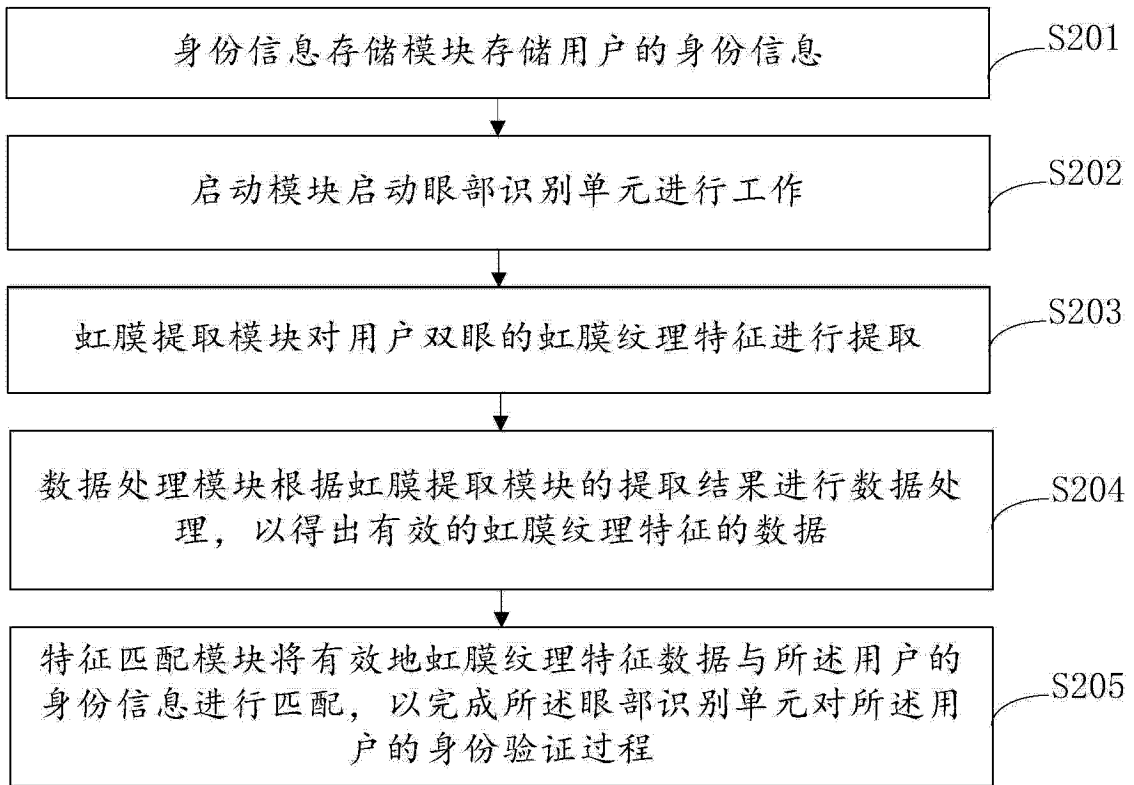 身份信息存储模块存储用户的身份信息
S201
启动模块启动眼部识别单元进行工作
S202
虹膜提取模块对用户双眼的虹膜纹理特征进行提取
S203
数据处理模块根据虹膜提取模块的提取结果进行数据处
理，以得出有效的虹膜纹理特征的数据
S204
特征匹配模块将有效地虹膜纹理特征数据与所述用户的
身份信息进行匹配，以完成所述眼部识别单元对所述用
户的身份验证过程
S205